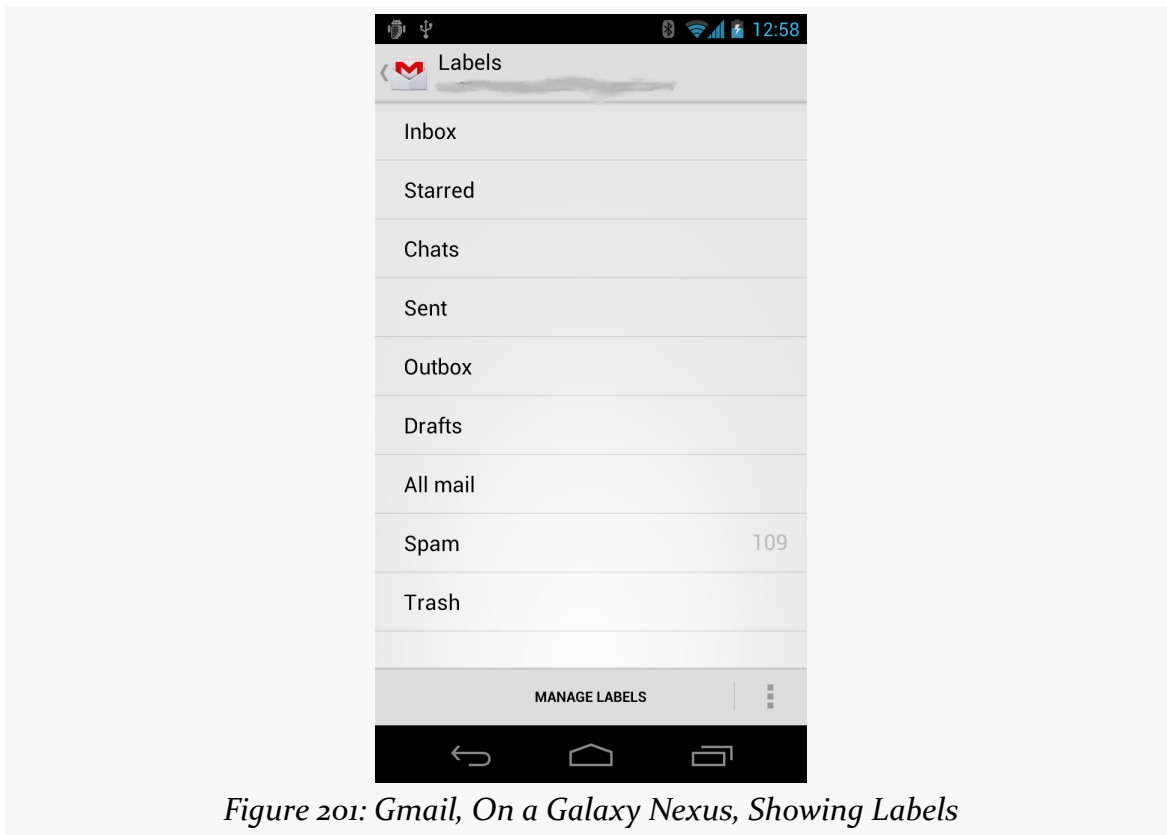 12:58
Labels
Inbox
Starred
Chats
Sent
Outbox
Drafts
All mail
Spam 109
Trash
MANAGE LABELS
Figure 201: Gmail, On a Galaxy Nexus, Showing Labels